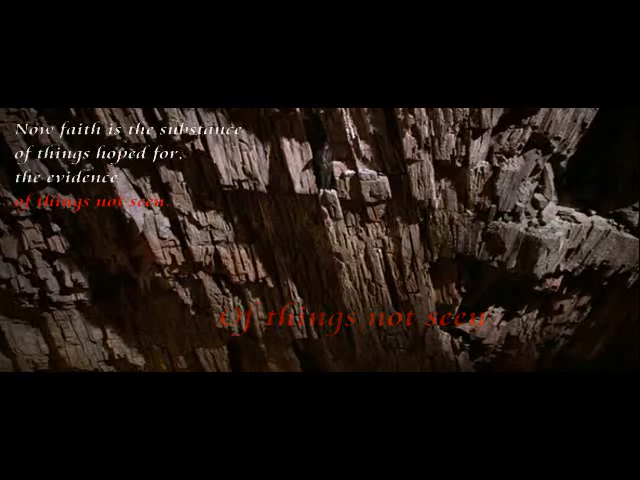 Now faith is the substance
of things hoped for,
the evidence
of things not seen.
Of things not seen